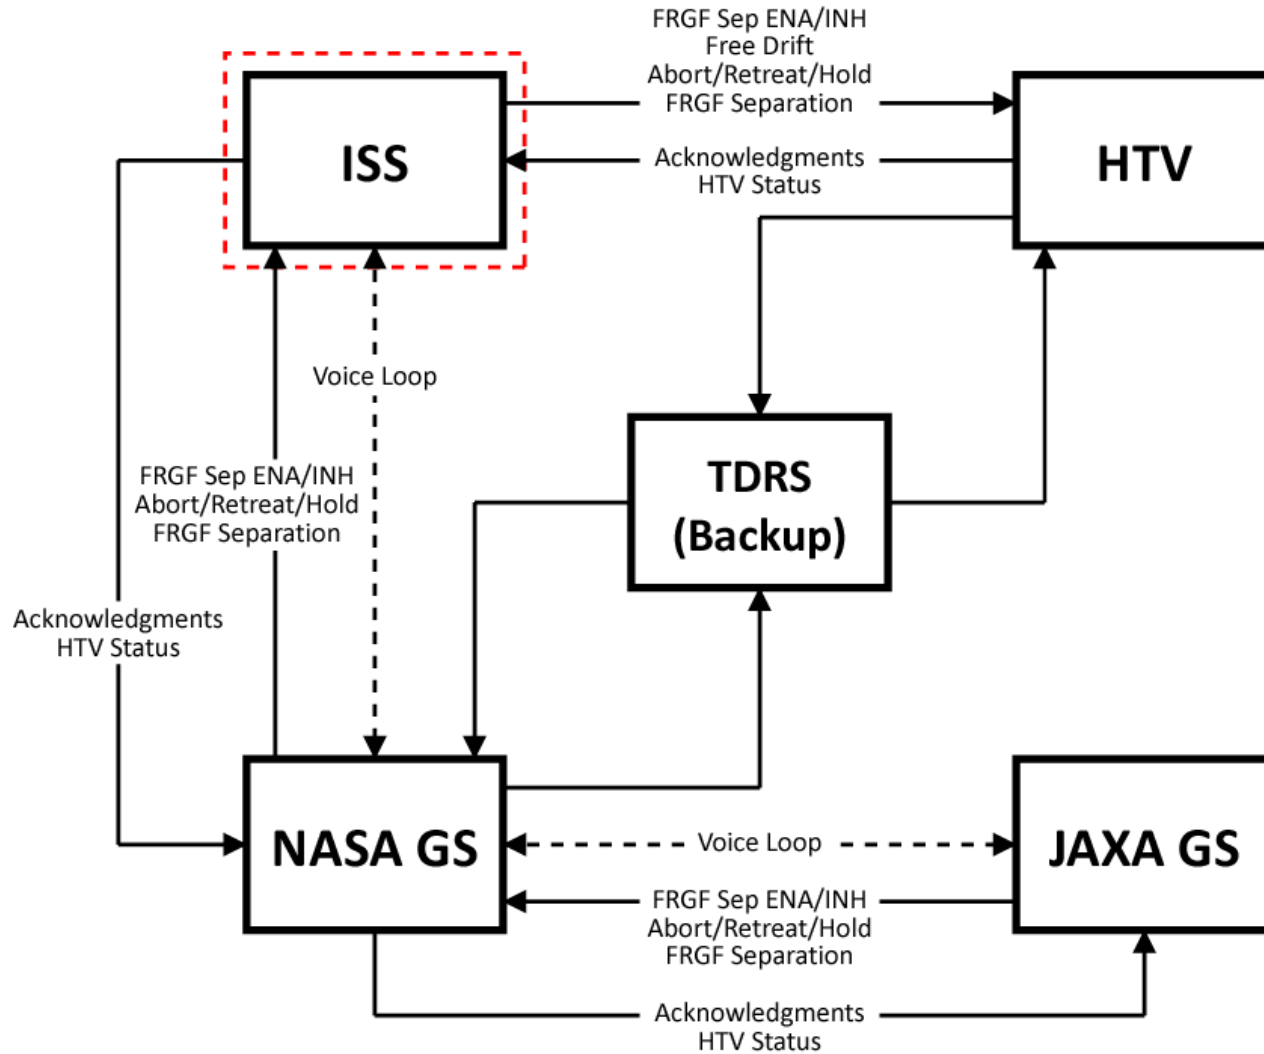 FRGF Sep ENA/INH
Free Drift
Abort/Retreat/Hold
FRGF Separation
ISS
Acknowledgments
HTV Status
HTV
Voice Loop
TDRS
(Backup)
FRGF Sep ENA/INH
Abort/Retreat/Hold
FRGF Separation
Acknowledgments
HTV Status
NASA GS
Voice Loop
JAXA GS
FRGF Sep ENA/INH
Abort/Retreat/Hold
FRGF Separation
Acknowledgments
HTV Status